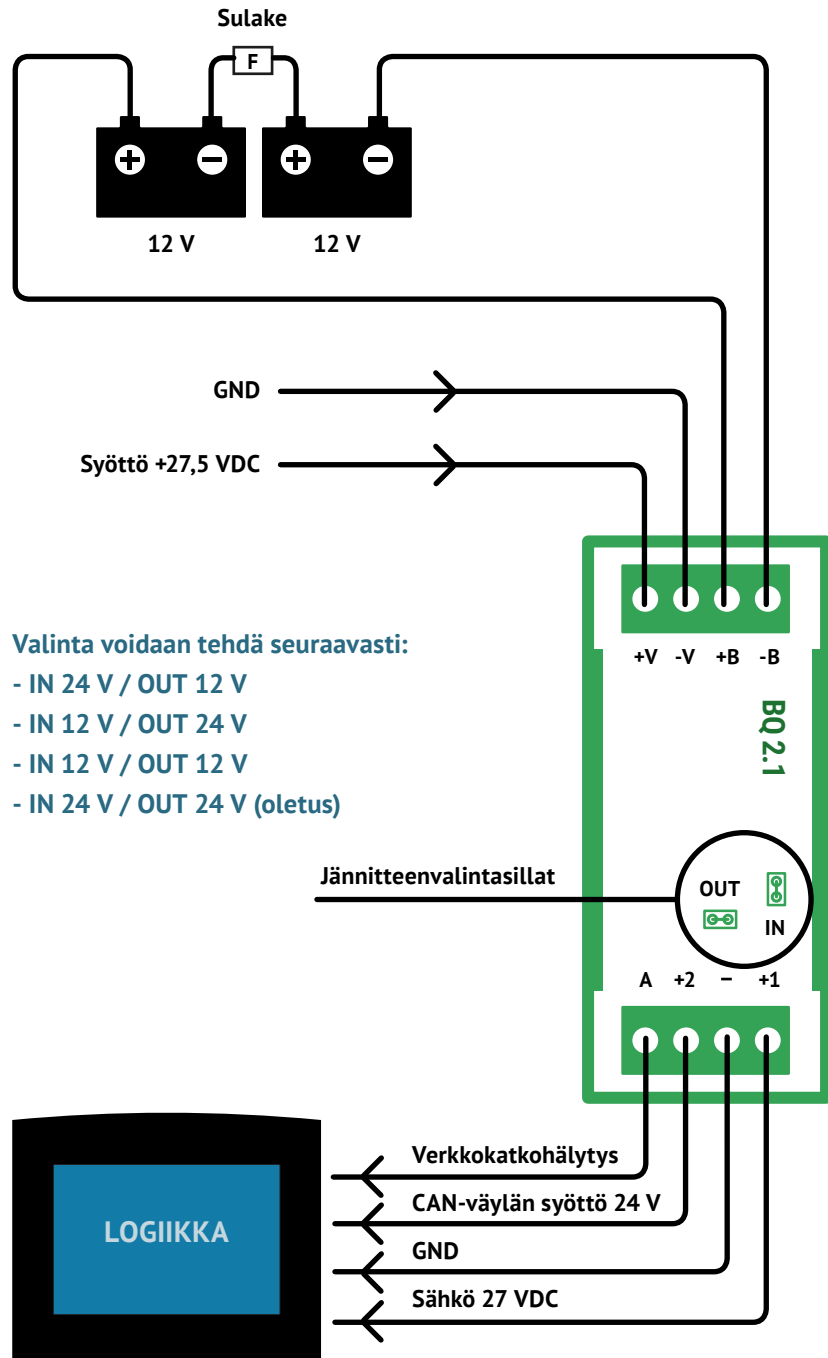 Sulake
F
12 V 12 V
GND
Syöttö +27,5 VDC
+V -V +B -B
BQ 2.1
Valinta voidaan tehdä seuraavasti:
- IN 24 V / OUT 12 V
- IN 12 V / OUT 24 V
- IN 12 V / OUT 12 V
- IN 24 V / OUT 24 V (oletus)
Jännitteenvalintasillat
OUT
IN
A +2 – +1
Verkkokatkohälytys
CAN-väylän syöttö 24 V
GND
Sähkö 27 VDC
LOGIIKKA